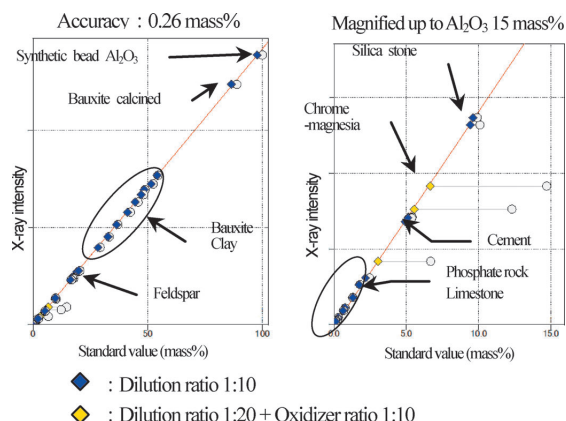 Accuracy : 0.26 mass%
Synthetic bead Al₂O₃
Bauxite calcined
X-ray intensity
Bauxite
Clay
Feldspar
0 50 100
Standard value (mass%)
Magnified up to Al₂O₃ 15 mass%
Silica stone
Chrome
-magnesia
X-ray intensity
Cement
Phosphate rock
Limestone
0.0 5.0 10.0 15.0
Standard value (mass%)
: Dilution ratio 1:10
: Dilution ratio 1:20 + Oxidizer ratio 1:10